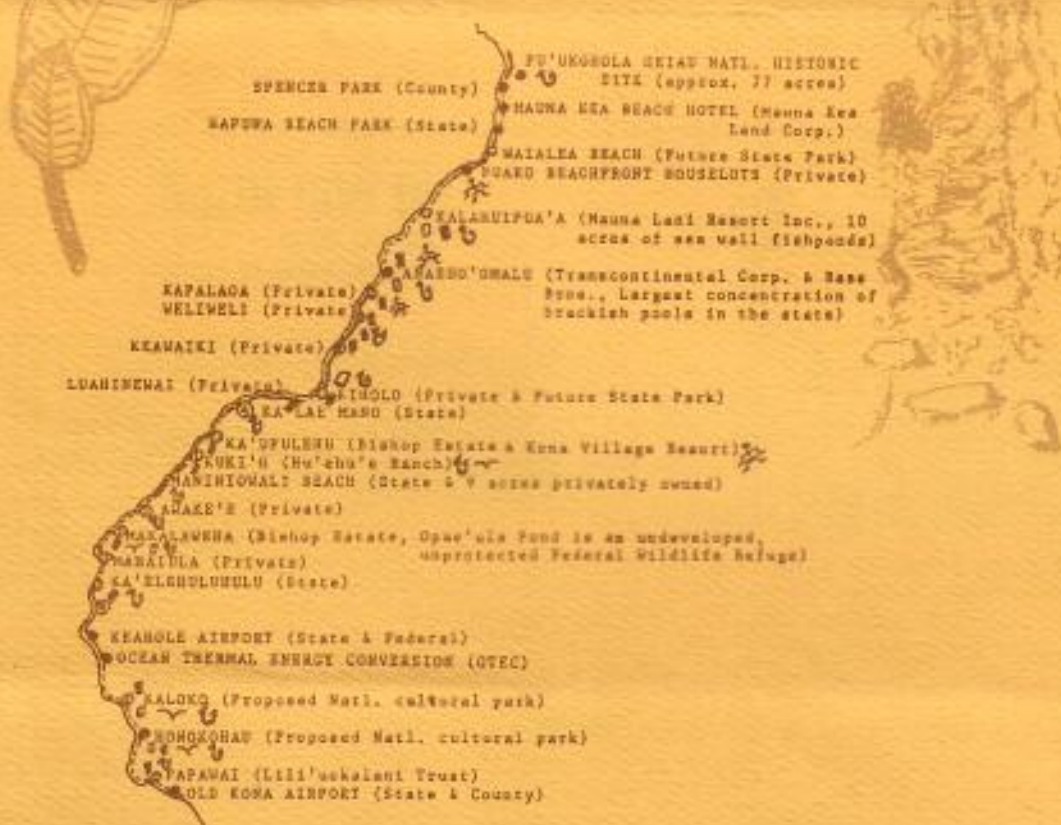 PU'UKOHOLA HEIAU NATL. HISTORIC
SITE (approx. 77 acres)
SPENCER PARK (County)
MAUNA KEA BEACH HOTEL (Mauna Kea
Land Corp.)
HAPUNA BEACH PARK (State)
WAIALEA BEACH (Future State Park)
PUAKO BEACHFRONT HOUSELOTS (Private)
KALAHUIPUA'A (Mauna Lani Resort Inc., 10
acres of sea wall fishponds)
ANAEHO'OMALU (Transcontinental Corp. & Bass
Bros., Largest concentration of
brackish pools in the state)
KAPALAOA (Private)
WELIWELI (Private)
KEAWAIKI (Private)
LUAHINEWAI (Private)
KIHOLO (Private & Future State Park)
KA LAE MANO (State)
KA'UPULEHU (Bishop Estate & Kona Village Resort)
KUKI'O (Hu'ehu'e Ranch)
MANINIOWALI BEACH (State & 9 acres privately owned)
AWAKE'E (Private)
MAKALAWENA (Bishop Estate, Opae'ula Pond is an undeveloped,
unprotected Federal Wildlife Refuge)
MAHAIULA (Private)
KA'ELEHULUHULU (State)
KEAHOLE AIRPORT (State & Federal)
OCEAN THERMAL ENERGY CONVERSION (OTEC)
KALOKO (Proposed Natl. cultural park)
HONOKOHAU (Proposed Natl. cultural park)
PAPAWAI (Lili'uokalani Trust)
OLD KONA AIRPORT (State & County)